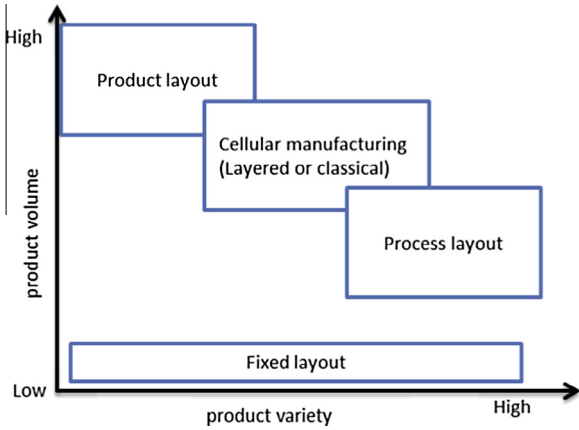 High
Product layout
Cellular manufacturing
(Layered or classical)
Process layout
product volume
Fixed layout
Low
product variety
High